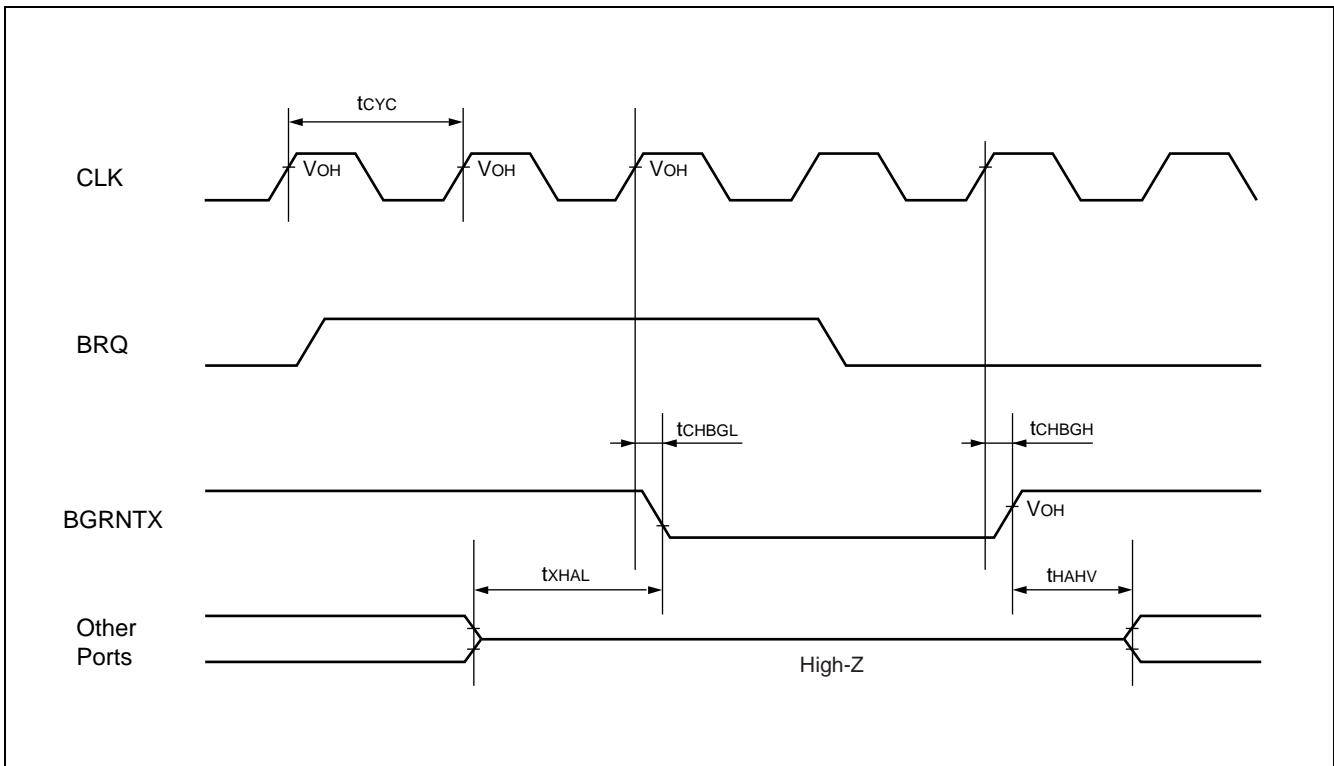 tCYC
CLK
VOH
VOH
VOH
BRQ
tCHBGL
tCHBGH
BGRNTX
VOH
tXHAL
tHAHV
Other
Ports
High-Z